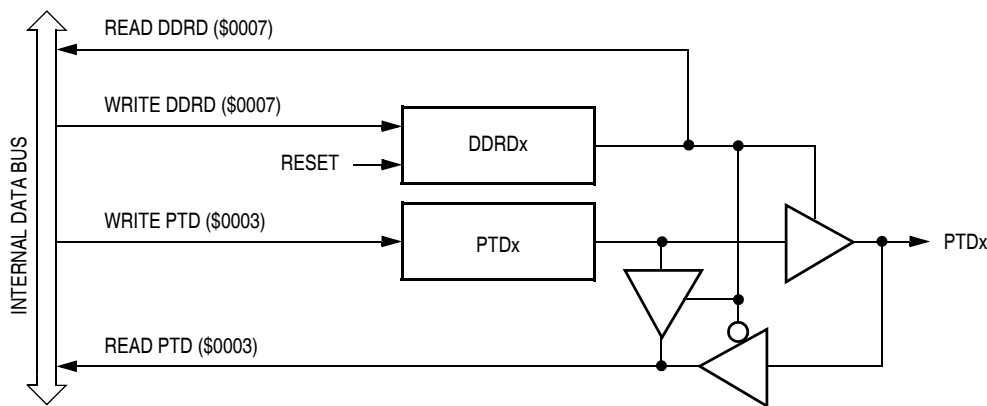 READ DDRD ($0007)
WRITE DDRD ($0007)
DDRDx
RESET
WRITE PTD ($0003)
PTDx
PTDx
READ PTD ($0003)
INTERNAL DATA BUS